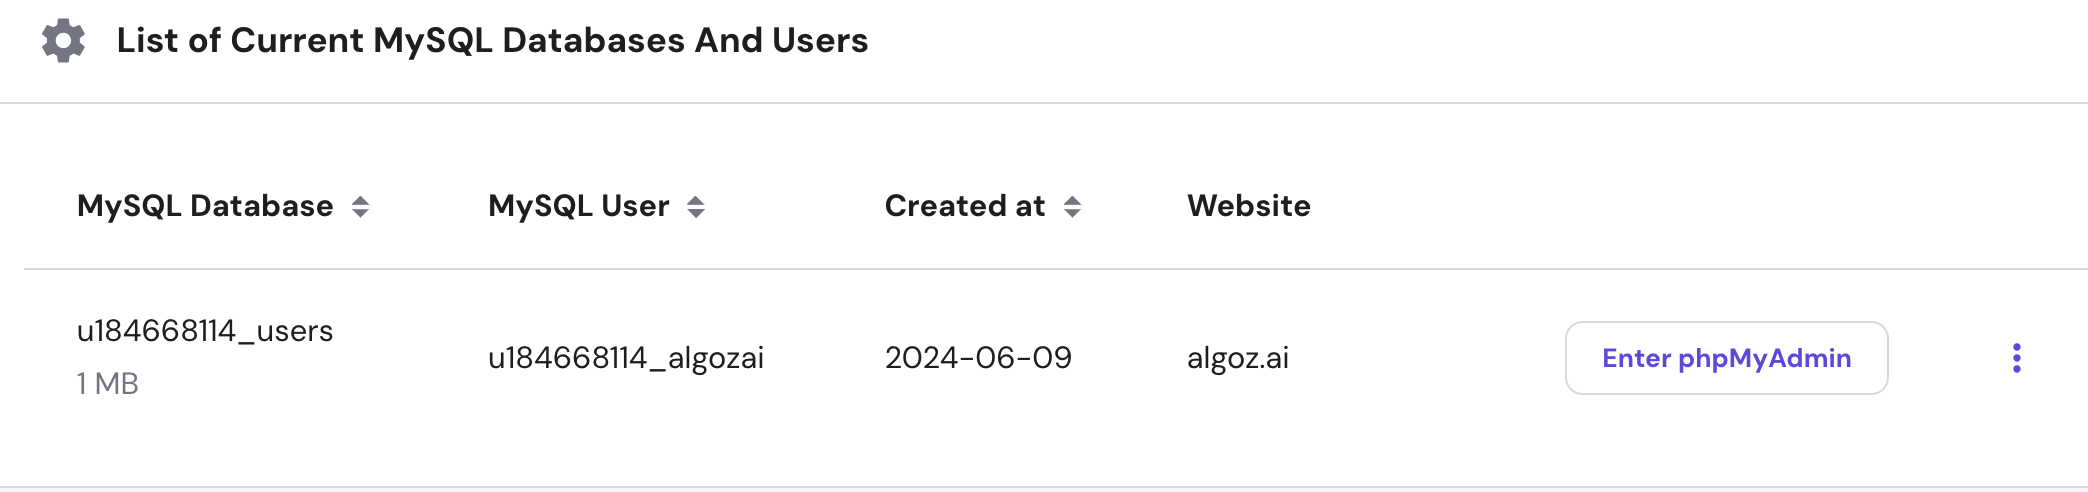 List of Current MySQL Databases And Users
MySQL Database MySQL User Created at Website
u184668114_users
1 MB
u184668114_algozai 2024-06-09 algoz.ai Enter phpMyAdmin